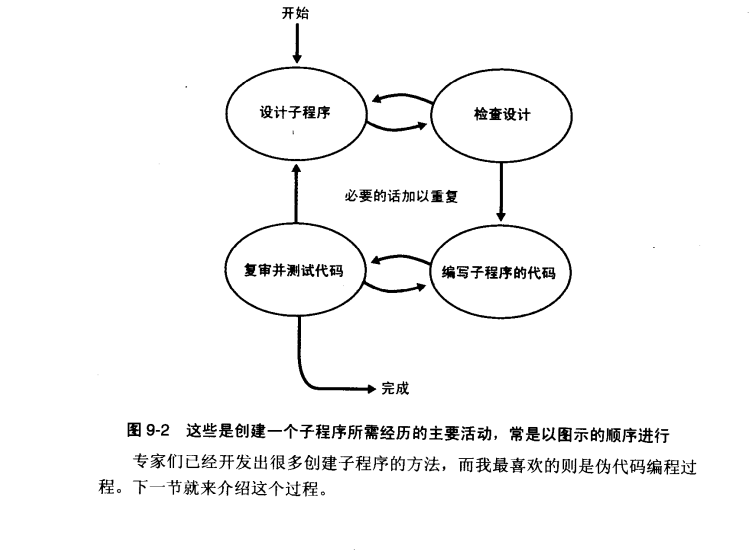 开始
设计子程序
检查设计
必要的话加以重复
复审并测试代码
编写子程序的代码
完成
图 9-2 这些是创建一个子程序所需经历的主要活动，常是以图示的顺序进行
专家们已经开发出很多创建子程序的方法，而我最喜欢的则是伪代码编程过
程。下一节就来介绍这个过程。